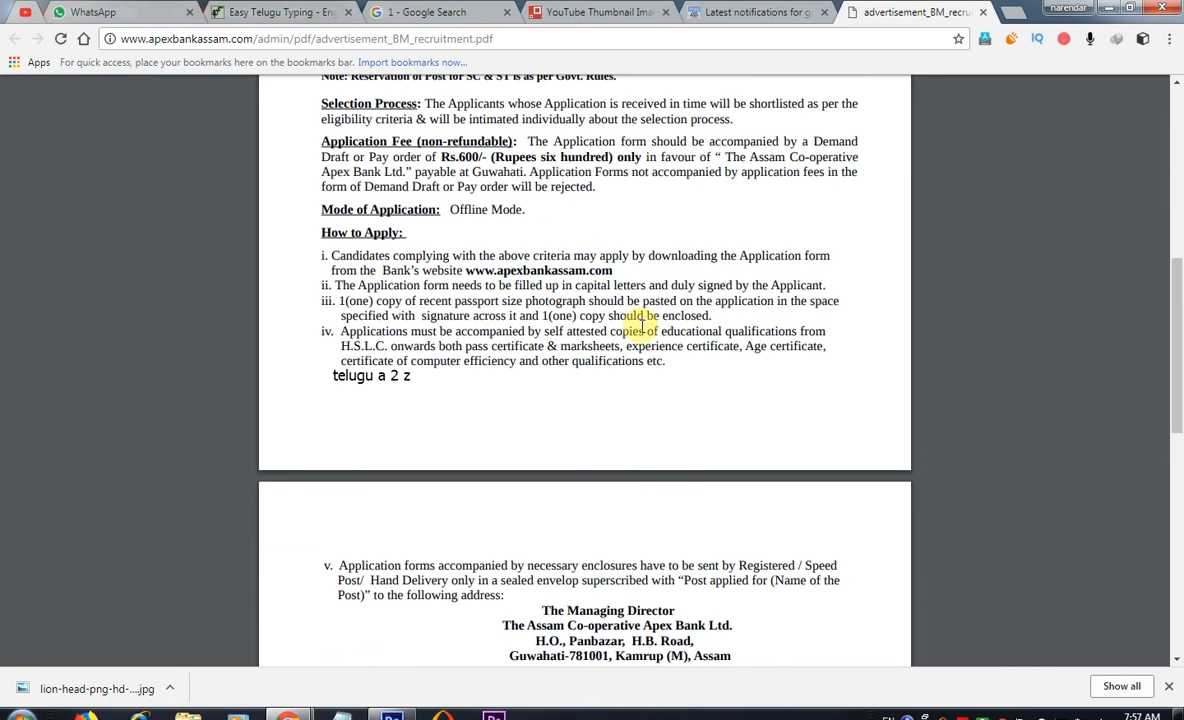 WhatsApp
Easy Telugu Typing - Eng
1 - Google Search
YouTube Thumbnail Ima
Latest notifications for g
advertisement_BM_recru
narendar
www.apexbankassam.com/admin/pdf/advertisement_BM_recruitment.pdf
Apps For quick access, place your bookmarks here on the bookmarks bar. Import bookmarks now...
Note: Reservation of Post for SC & ST is as per Govt. Rules.
Selection Process: The Applicants whose Application is received in time will be shortlisted as per the
eligibility criteria & will be intimated individually about the selection process.
Application Fee (non-refundable): The Application form should be accompanied by a Demand
Draft or Pay order of Rs.600/- (Rupees six hundred) only in favour of “ The Assam Co-operative
Apex Bank Ltd.” payable at Guwahati. Application Forms not accompanied by application fees in the
form of Demand Draft or Pay order will be rejected.
Mode of Application: Offline Mode.
How to Apply:
i. Candidates complying with the above criteria may apply by downloading the Application form
from the Bank’s website www.apexbankassam.com
ii. The Application form needs to be filled up in capital letters and duly signed by the Applicant.
iii. 1(one) copy of recent passport size photograph should be pasted on the application in the space
specified with signature across it and 1(one) copy should be enclosed.
iv. Applications must be accompanied by self attested copies of educational qualifications from
H.S.L.C. onwards both pass certificate & marksheets, experience certificate, Age certificate,
certificate of computer efficiency and other qualifications etc.
telugu a 2 z
v. Application forms accompanied by necessary enclosures have to be sent by Registered / Speed
Post/ Hand Delivery only in a sealed envelop superscribed with “Post applied for (Name of the
Post)” to the following address:
The Managing Director
The Assam Co-operative Apex Bank Ltd.
H.O., Panbazar, H.B. Road,
Guwahati-781001, Kamrup (M), Assam
lion-head-png-hd-....jpg
Show all
EN
7:57 AM